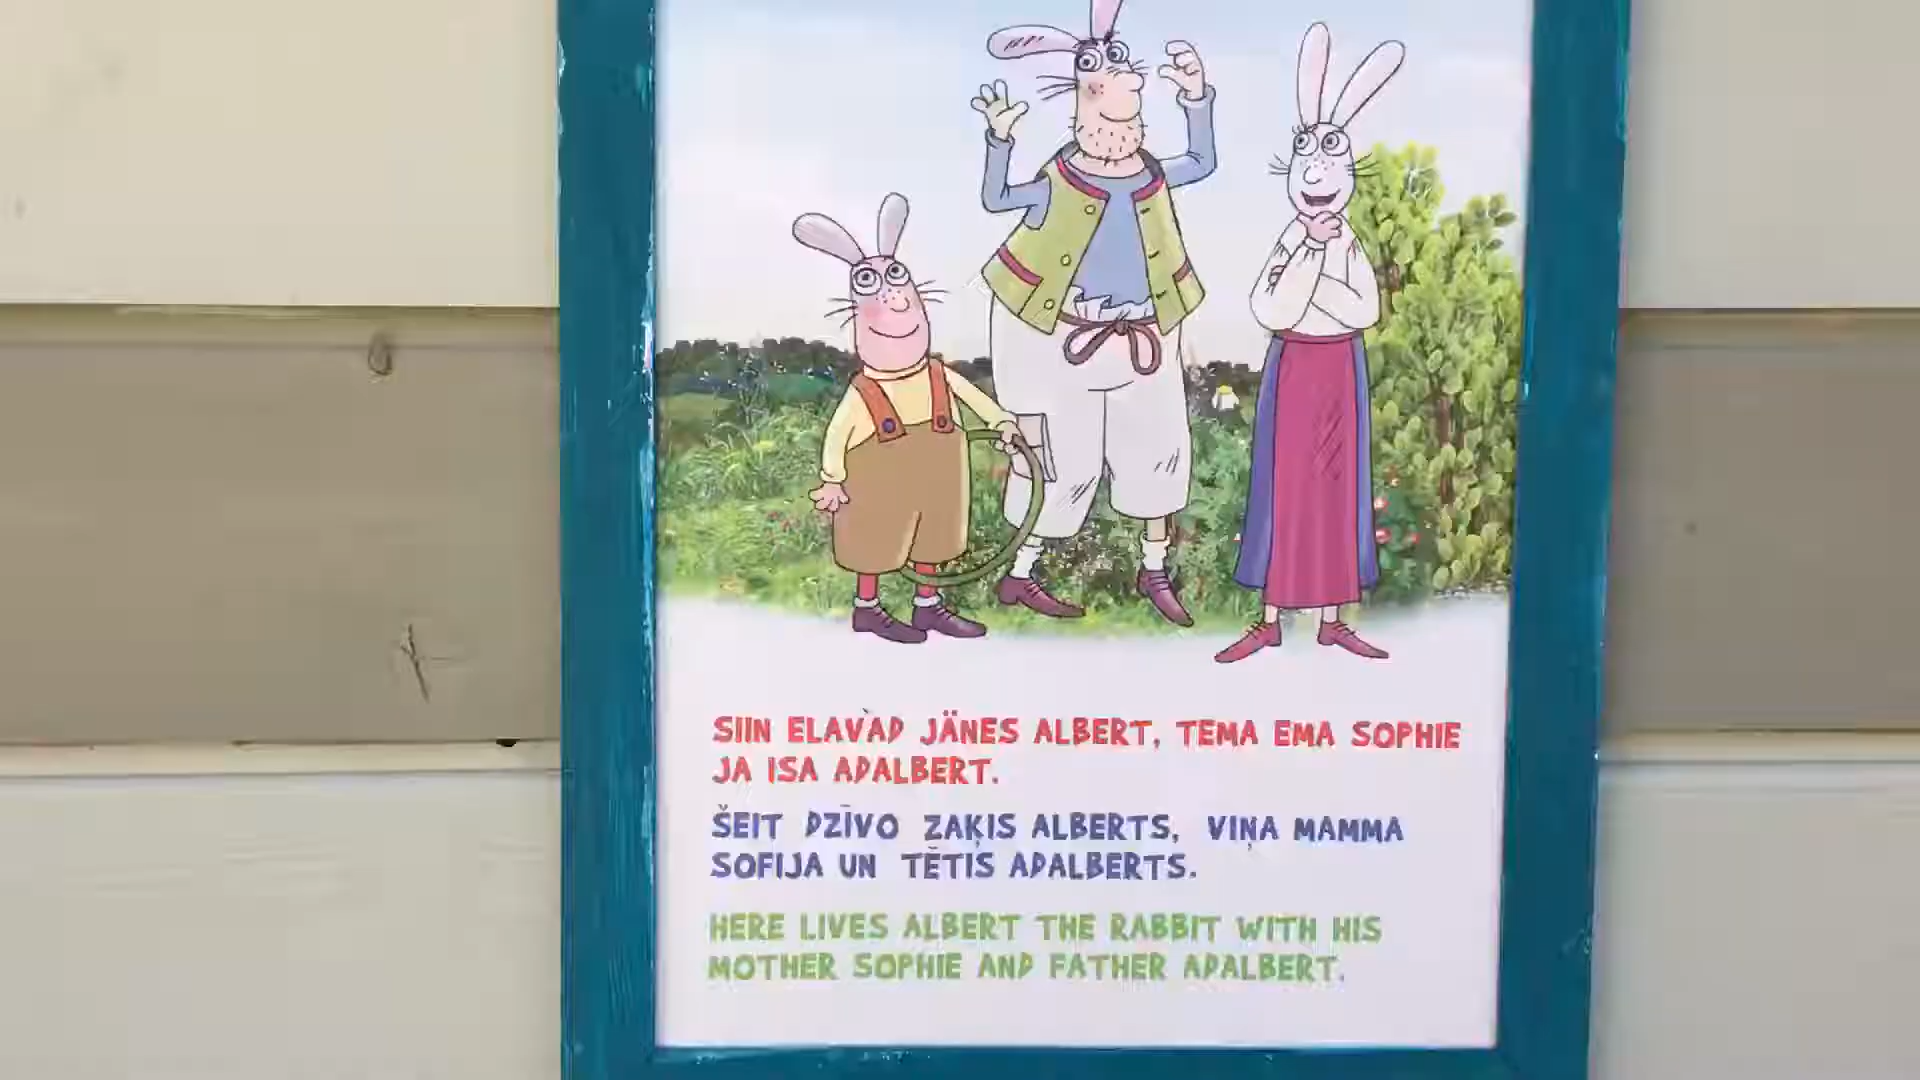 SIIN ELAVAD JÄNES ALBERT, TEMA EMA SOPHIE
JA ISA ADALBERT.
ŠEIT DZĪVO ZAĶIS ALBERTS, VIŅA MAMMA
SOFIJA UN TĒTIS ADALBERTS.
HERE LIVES ALBERT THE RABBIT WITH HIS
MOTHER SOPHIE AND FATHER ADALBERT.